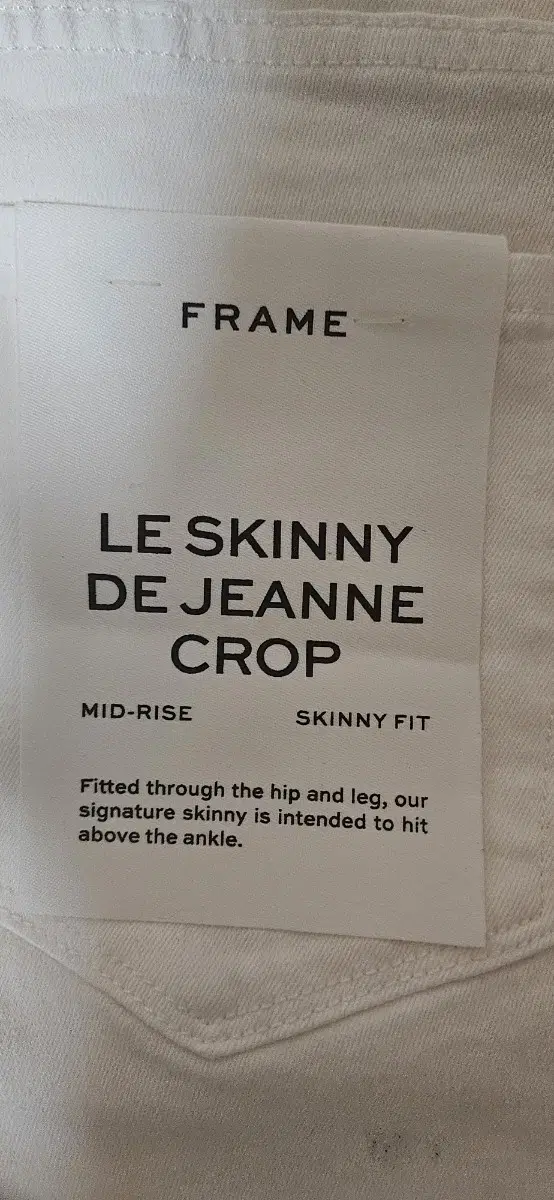 FRAME
LE SKINNY
DE JEANNE
CROP
MID-RISE SKINNY FIT
Fitted through the hip and leg, our
signature skinny is intended to hit
above the ankle.